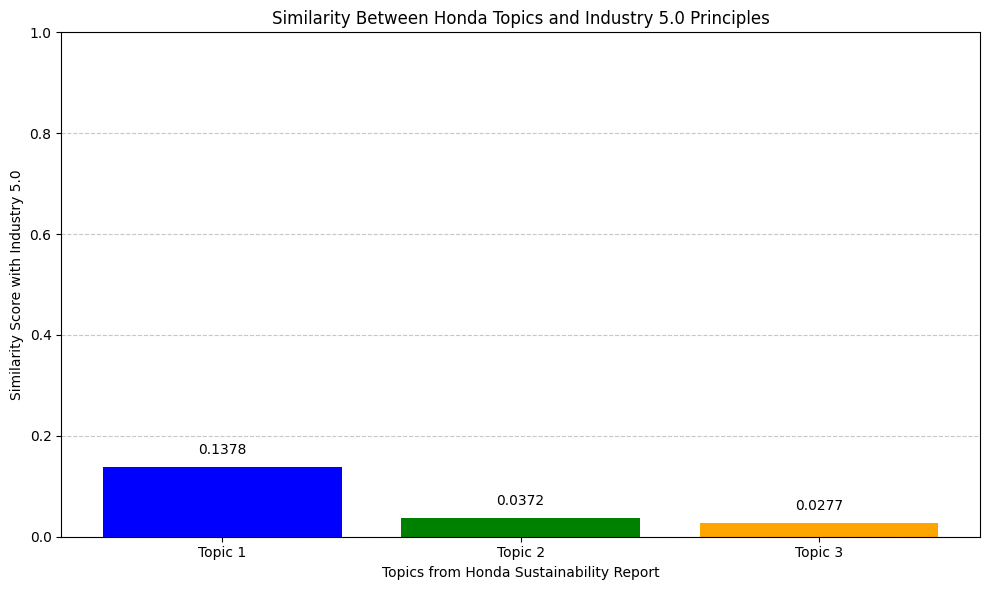 Similarity Between Honda Topics and Industry 5.0 Principles
Similarity Score with Industry 5.0
1.0
0.8
0.6
0.4
0.2
0.0
0.1378
0.0372
0.0277
Topic 1
Topic 2
Topic 3
Topics from Honda Sustainability Report